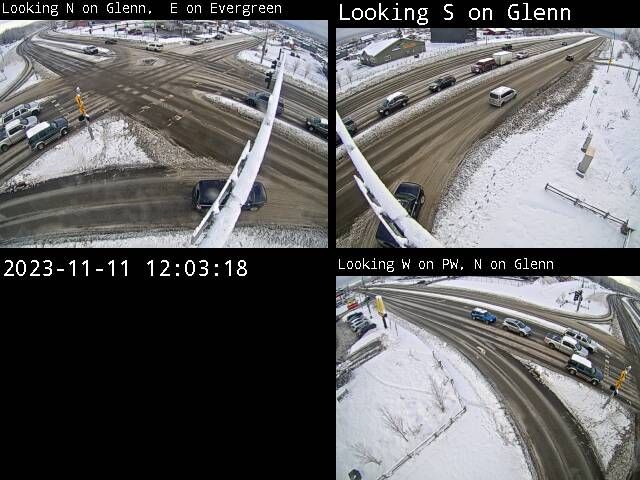 Looking N on Glenn,  E on Evergreen
Looking S on Glenn
2023-11-11 12:03:18
Looking W on PW, N on Glenn